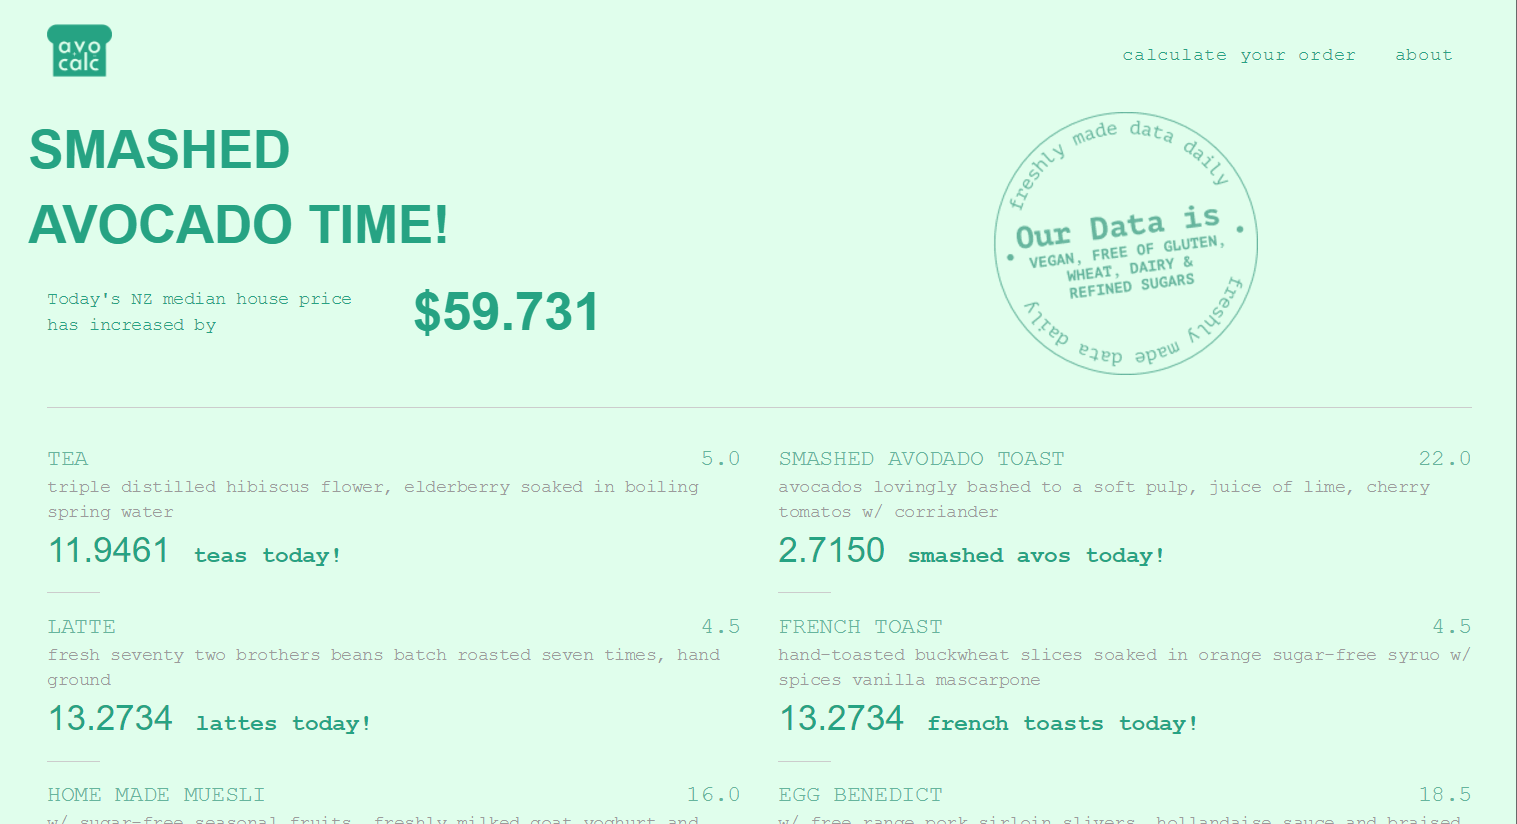 avo
calc
calculate your order
about
SMASHED
AVOCADO TIME!
Today's NZ median house price
has increased by
$59.731
freshly made data daily
Our Data is
VEGAN, FREE OF GLUTEN,
WHEAT, DAIRY &
REFINED SUGARS
freshly made data daily
TEA 5.0
triple distilled hibiscus flower, elderberry soaked in boiling
spring water
11.9461 teas today!
SMASHED AVODADO TOAST 22.0
avocados lovingly bashed to a soft pulp, juice of lime, cherry
tomatos w/ corriander
2.7150 smashed avos today!
LATTE 4.5
fresh seventy two brothers beans batch roasted seven times, hand
ground
13.2734 lattes today!
FRENCH TOAST 4.5
hand-toasted buckwheat slices soaked in orange sugar-free syruo w/
spices vanilla mascarpone
13.2734 french toasts today!
HOME MADE MUESLI 16.0
w/ sugar-free seasonal fruits, freshly milked goat yoghurt and
EGG BENEDICT 18.5
w/ free range pork sirloin slivers, hollandaise sauce and braised